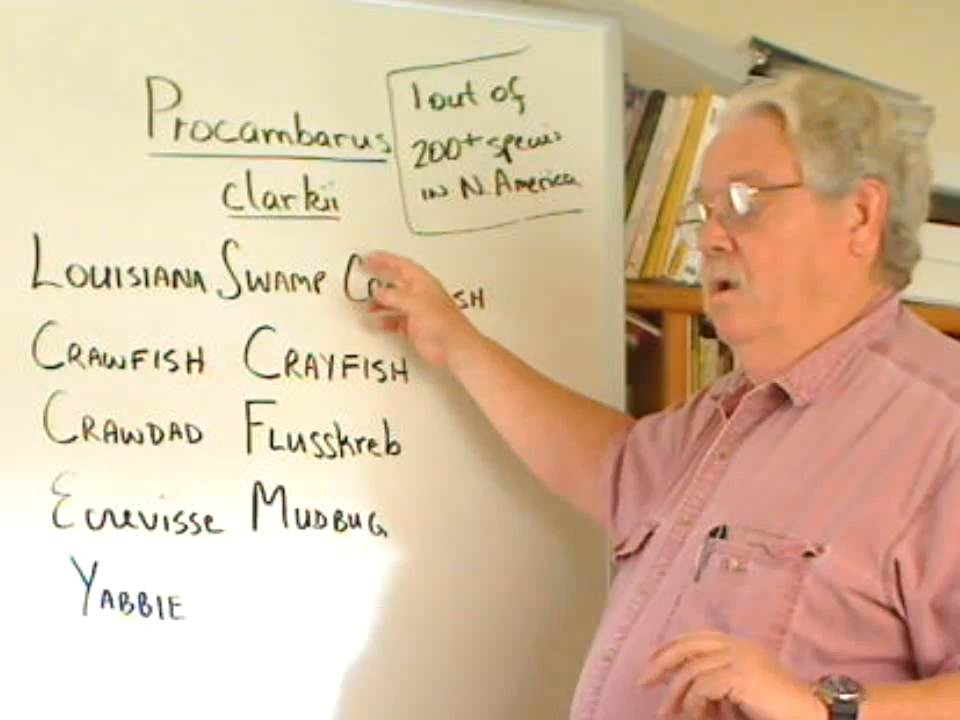 Procambarus
clarkii
1 out of
200+ species
in N. America
Louisiana Swamp
Crawfish Crayfish
Crawdad Flusskreb
Ecrevisse Mudbug
Yabbie